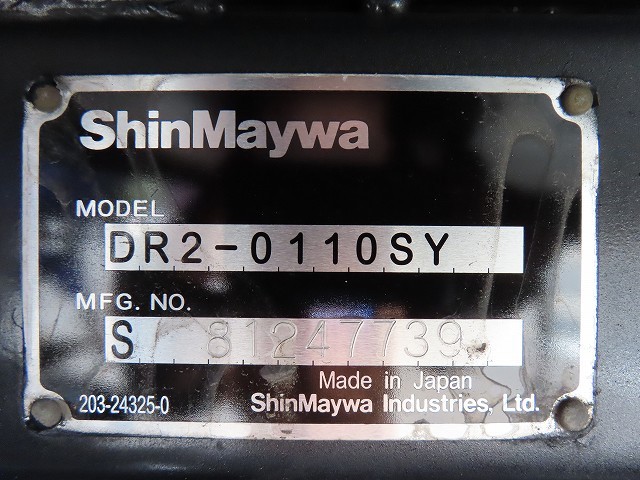 ShinMaywa
MODEL
DR2-0110SY
MFG. NO.
S 81247739
Made in Japan
203-24325-0 ShinMaywa Industries, Ltd.